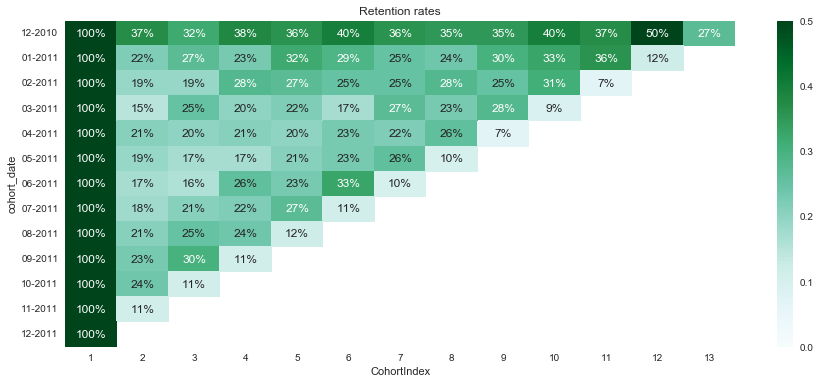 Retention rates
12-2010 100% 37% 32% 38% 36% 40% 36% 35% 35% 40% 37% 50% 27%
01-2011 100% 22% 27% 23% 32% 29% 25% 24% 30% 33% 36% 12%
02-2011 100% 19% 19% 28% 27% 25% 25% 28% 25% 31% 7%
03-2011 100% 15% 25% 20% 22% 17% 27% 23% 28% 9%
04-2011 100% 21% 20% 21% 20% 23% 22% 26% 7%
05-2011 100% 19% 17% 17% 21% 23% 26% 10%
06-2011 100% 17% 16% 26% 23% 33% 10%
07-2011 100% 18% 21% 22% 27% 11%
08-2011 100% 21% 25% 24% 12%
09-2011 100% 23% 30% 11%
10-2011 100% 24% 11%
11-2011 100% 11%
12-2011 100%
1 2 3 4 5 6 7 8 9 10 11 12 13
CohortIndex
cohort_date
0.5
0.4
0.3
0.2
0.1
0.0